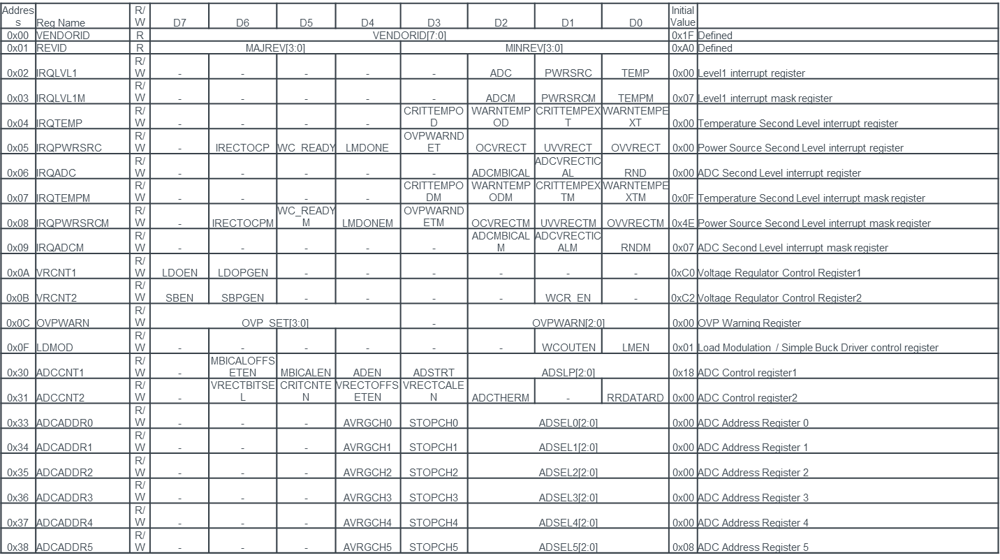 Address Reg Name R/W D7 D6 D5 D4 D3 D2 D1 D0 Initial Value
0x00 VENDORID R VENDORID[7:0] 0x1F Defined
0x01 REVID R MAJREV[3:0] MINREV[3:0] 0xA0 Defined
0x02 IRQLVL1 R/W - - - - - ADC PWRSRC TEMP 0x00 Level1 interrupt register
0x03 IRQLVL1M R/W - - - - - ADCM PWRSRCM TEMPM 0x07 Level1 interrupt mask register
0x04 IRQTEMP R/W - - - - CRITTEMPOD WARNTEMPOD CRITTEMPEXT WARNTEMPEXT 0x00 Temperature Second Level interrupt register
0x05 IRQPWRSRC R/W - IRECTOCP WC_READY LMDONE OVPWARNDET OCVRECT UVVRECT OVVRECT 0x00 Power Source Second Level interrupt register
0x06 IRQADC R/W - - - - - ADCMBICAL ADCVRECTICAL RND 0x00 ADC Second Level interrupt register
0x07 IRQTEMPM R/W - - - - CRITTEMPODM WARNTEMPODM CRITTEMPEXTM WARNTEMPEXTM 0x0F Temperature Second Level interrupt mask register
0x08 IRQPWRSRCM R/W - IRECTOCPM WC_READYM LMDONEM OVPWARNDETM OCVRECTM UVVRECTM OVVRECTM 0x4E Power Source Second Level interrupt mask register
0x09 IRQADCM R/W - - - - - ADCMBICALM ADCVRECTICALM RNDM 0x07 ADC Second Level interrupt mask register
0x0A VRCNT1 R/W LDOEN LDOPGEN - - - - - - 0xC0 Voltage Regulator Control Register1
0x0B VRCNT2 R/W SBEN SBPGEN - - - - WCR_EN - 0xC2 Voltage Regulator Control Register2
0x0C OVPWARN R/W OVP_SET[3:0] - OVPWARN[2:0] 0x00 OVP Warning Register
0x0F LDMOD R/W - - - - - - WCOUTEN LMEN 0x01 Load Modulation / Simple Buck Driver control register
0x30 ADCCNT1 R/W - MBICALOFFSETEN MBICALEN ADEN ADSTRT ADSLP[2:0] 0x18 ADC Control register1
0x31 ADCCNT2 R/W - VRECTBITSEL CRITCNTEN VRECTOFFSETEN VRECTCALEN ADCTHERM - RRDATARD 0x00 ADC Control register2
0x33 ADCADDR0 R/W - - - AVRGCH0 STOPCH0 ADSEL0[2:0] 0x00 ADC Address Register 0
0x34 ADCADDR1 R/W - - - AVRGCH1 STOPCH1 ADSEL1[2:0] 0x00 ADC Address Register 1
0x35 ADCADDR2 R/W - - - AVRGCH2 STOPCH2 ADSEL2[2:0] 0x00 ADC Address Register 2
0x36 ADCADDR3 R/W - - - AVRGCH3 STOPCH3 ADSEL3[2:0] 0x00 ADC Address Register 3
0x37 ADCADDR4 R/W - - - AVRGCH4 STOPCH4 ADSEL4[2:0] 0x00 ADC Address Register 4
0x38 ADCADDR5 R/W - - - AVRGCH5 STOPCH5 ADSEL5[2:0] 0x08 ADC Address Register 5